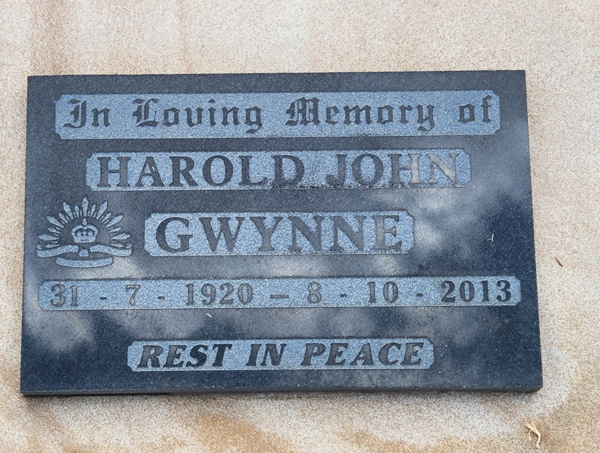 In Loving Memory of
HAROLD JOHN
GWYNNE
31 - 7 - 1920 - 8 - 10 - 2013
REST IN PEACE